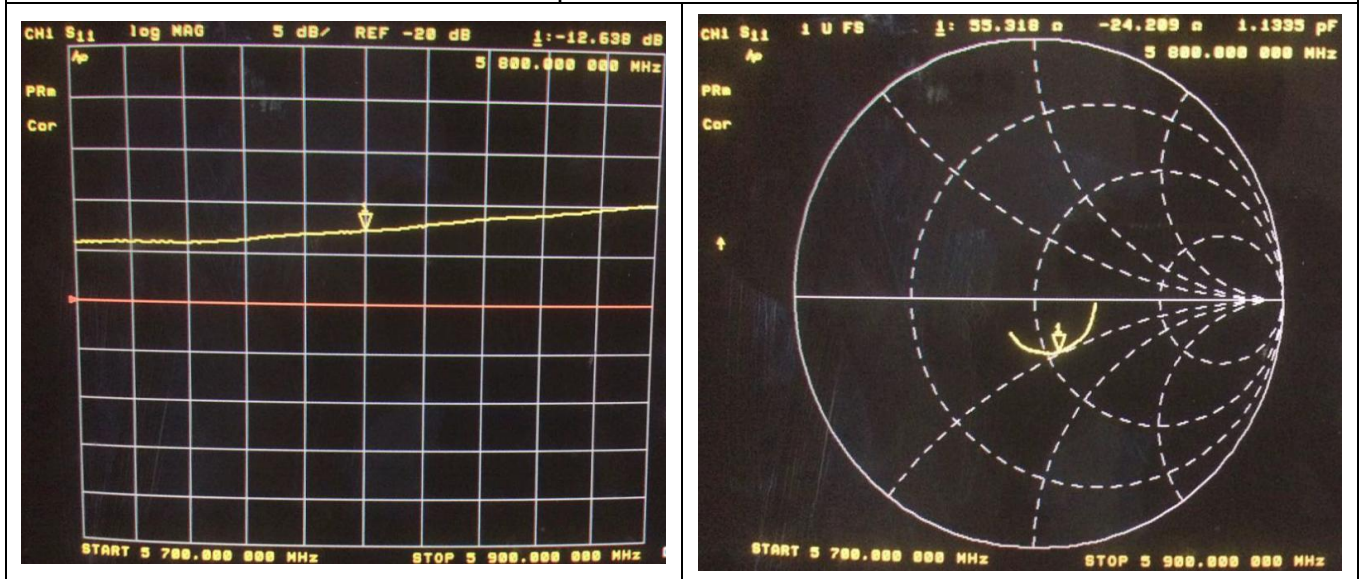 CH1 S11 log MAG 5 dB/ REF -20 dB 1:-12.638 dB
5 800.000 000 MHz
PRm
Cor
1
START 5 700.000 000 MHz STOP 5 900.000 000 MHz
CH1 S11 1 U FS 1: 55.318 Ω -24.209 Ω 1.1335 pF
5 800.000 000 MHz
PRm
Cor
1
START 5 700.000 000 MHz STOP 5 900.000 000 MHz